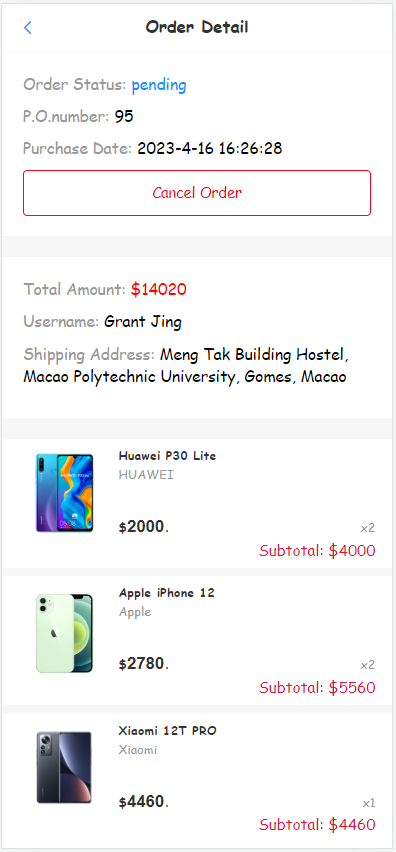 Order Detail
Order Status: pending
P.O.number: 95
Purchase Date: 2023-4-16 16:26:28
Cancel Order
Total Amount: $14020
Username: Grant Jing
Shipping Address: Meng Tak Building Hostel,
Macao Polytechnic University, Gomes, Macao
Huawei P30 Lite
HUAWEI
$2000. x2
Subtotal: $4000
Apple iPhone 12
Apple
$2780. x2
Subtotal: $5560
Xiaomi 12T PRO
Xiaomi
$4460. x1
Subtotal: $4460